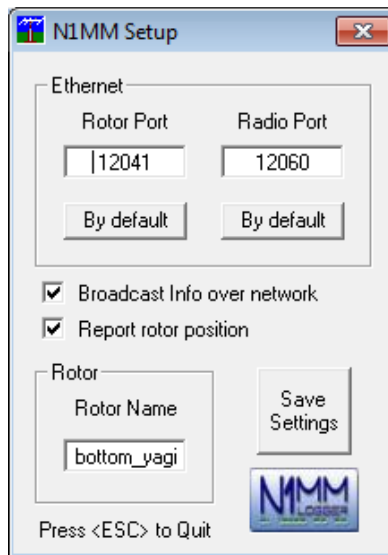 N1MM Setup
Ethernet
Rotor Port Radio Port
12041 12060
By default By default
Broadcast Info over network
Report rotor position
Rotor
Rotor Name
bottom_yagi
Save
Settings
N1MM
LOGGER
Press <ESC> to Quit